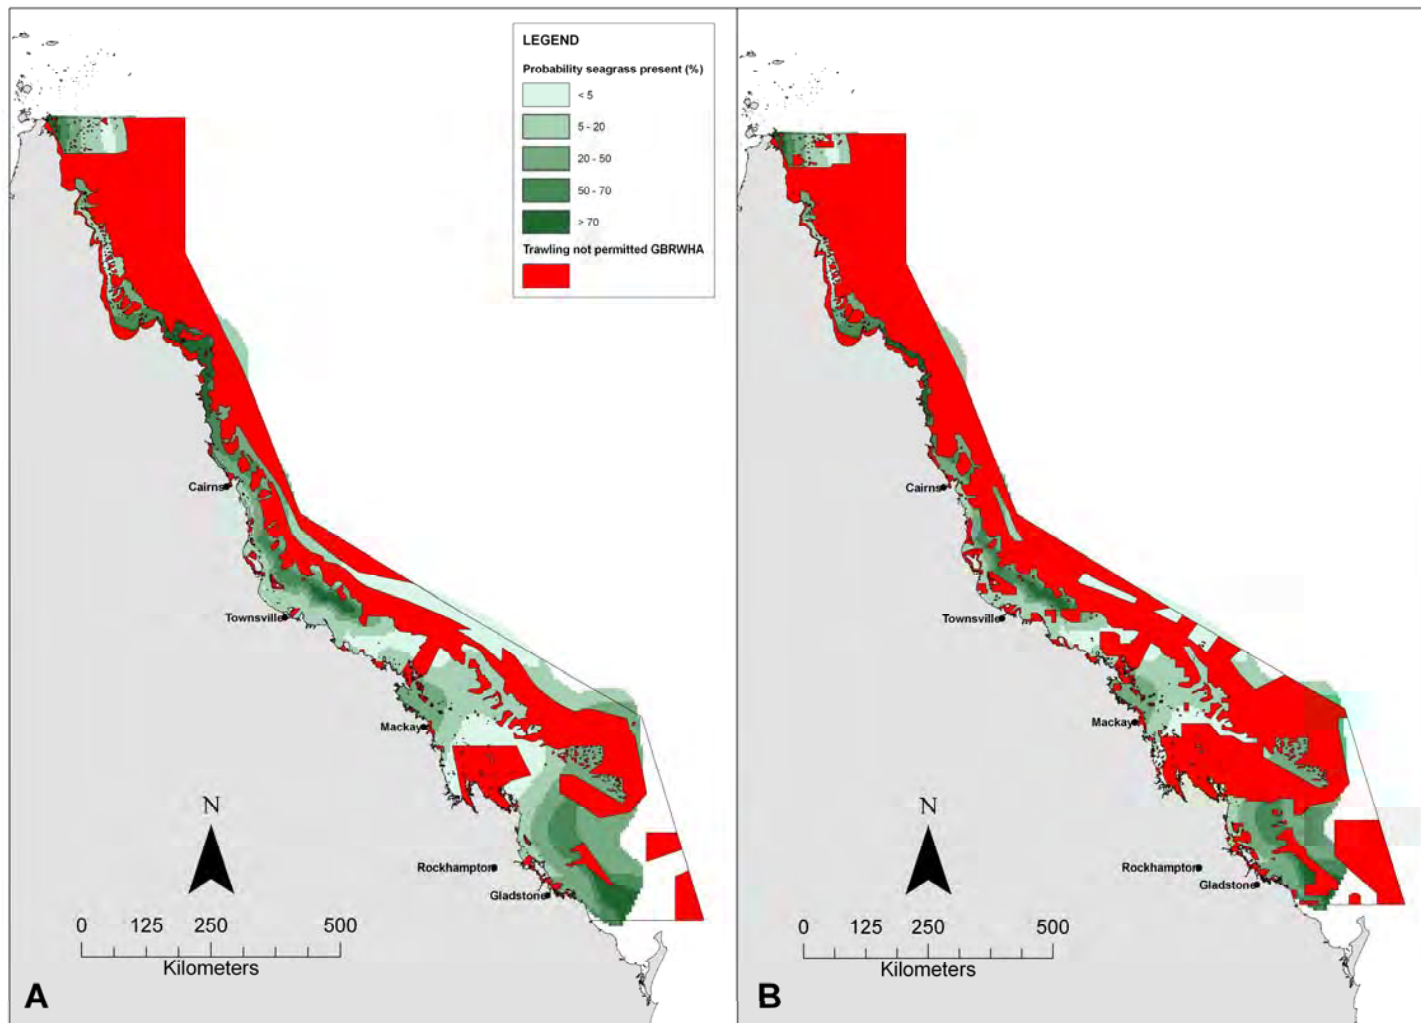 LEGEND
Probability seagrass present (%)
< 5
5 - 20
20 - 50
50 - 70
> 70
Trawling not permitted GBRWHA
Cairns
Townsville
Mackay
Rockhampton
Gladstone
N
0 125 250 500
Kilometers
A
Cairns
Townsville
Mackay
Rockhampton
Gladstone
N
0 125 250 500
Kilometers
B